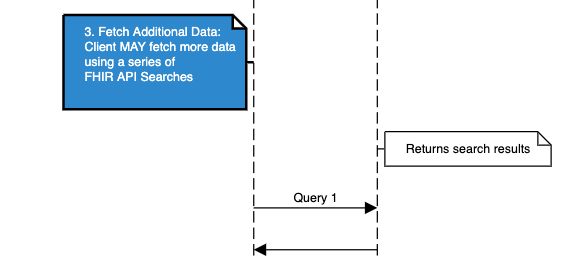 3. Fetch Additional Data:
Client MAY fetch more data
using a series of
FHIR API Searches
Returns search results
Query 1